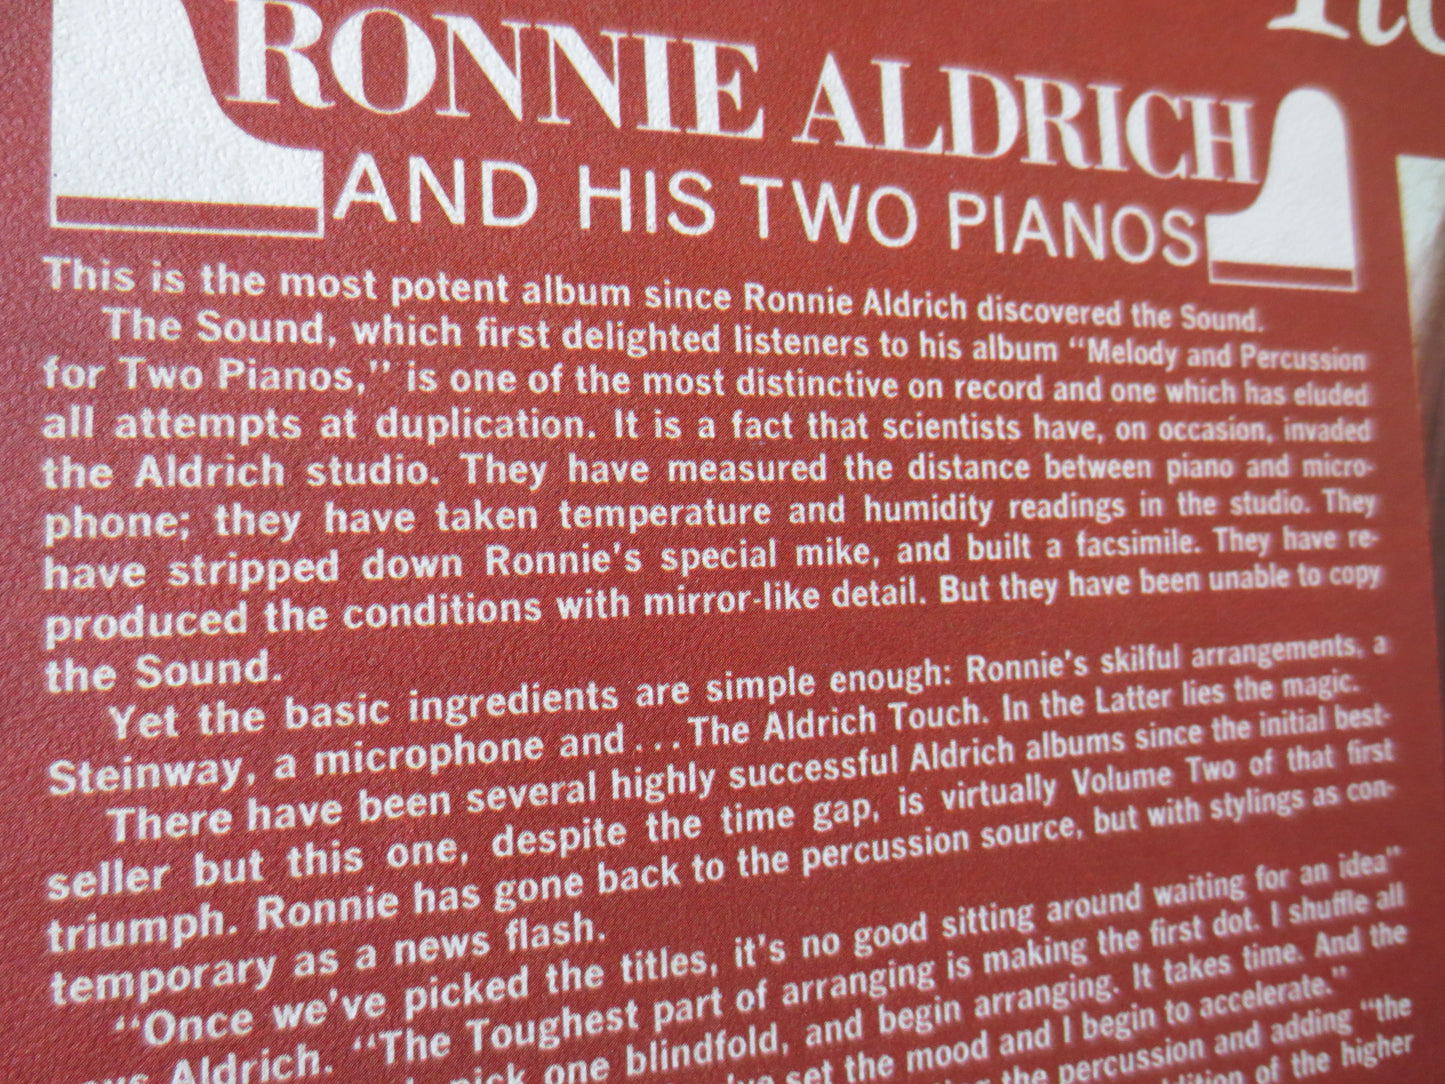 RONNIE ALDRICH
AND HIS TWO PIANOS
This is the most potent album since Ronnie Aldrich discovered the Sound.
The Sound, which first delighted listeners to his album “Melody and Percussion
for Two Pianos,” is one of the most distinctive on record and one which has eluded
all attempts at duplication. It is a fact that scientists have, on occasion, invaded
the Aldrich studio. They have measured the distance between piano and micro-
phone; they have taken temperature and humidity readings in the studio. They
have stripped down Ronnie's special mike, and built a facsimile. They have re-
produced the conditions with mirror-like detail. But they have been unable to copy
the Sound.
Yet the basic ingredients are simple enough: Ronnie's skilful arrangements, a
Steinway, a microphone and...The Aldrich Touch. In the Latter lies the magic.
There have been several highly successful Aldrich albums since the initial best-
seller but this one, despite the time gap, is virtually Volume Two of that first
triumph. Ronnie has gone back to the percussion source, but with stylings as con-
temporary as a news flash.
“Once we've picked the titles, it's no good sitting around waiting for an idea”
Aldrich. “The Toughest part of arranging is making the first dot. I shuffle all
pick one blindfold, and begin arranging. It takes time. And the
set the mood and I begin to accelerate.”
the percussion and adding “the
of the higher